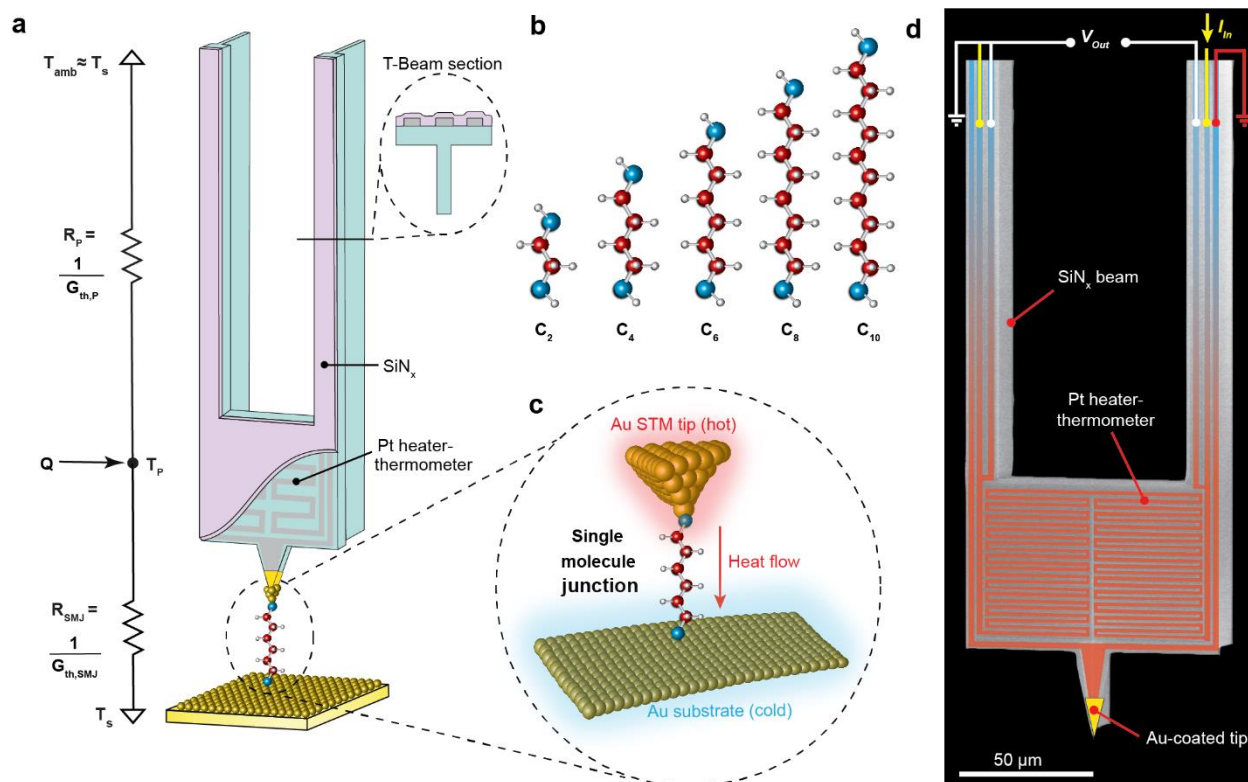 a
T_amb ≈ T_s
R_P =
1
G_th,P
Q
T_P
R_SMJ =
1
G_th,SMJ
T_s
T-Beam section
SiN_x
Pt heater-
thermometer
b
C_2
C_4
C_6
C_8
C_10
c
Au STM tip (hot)
Single
molecule
junction
Heat flow
Au substrate (cold)
d
V_Out
I_In
SiN_x beam
Pt heater-
thermometer
Au-coated tip
50 µm